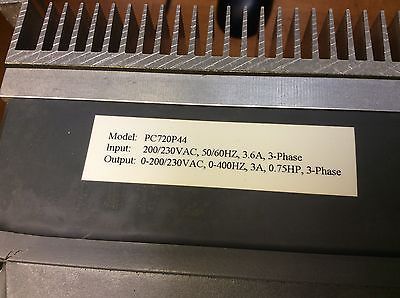 Model: PC720P44
Input: 200/230VAC, 50/60HZ, 3.6A, 3-Phase
Output: 0-200/230VAC, 0-400HZ, 3A, 0.75HP, 3-Phase